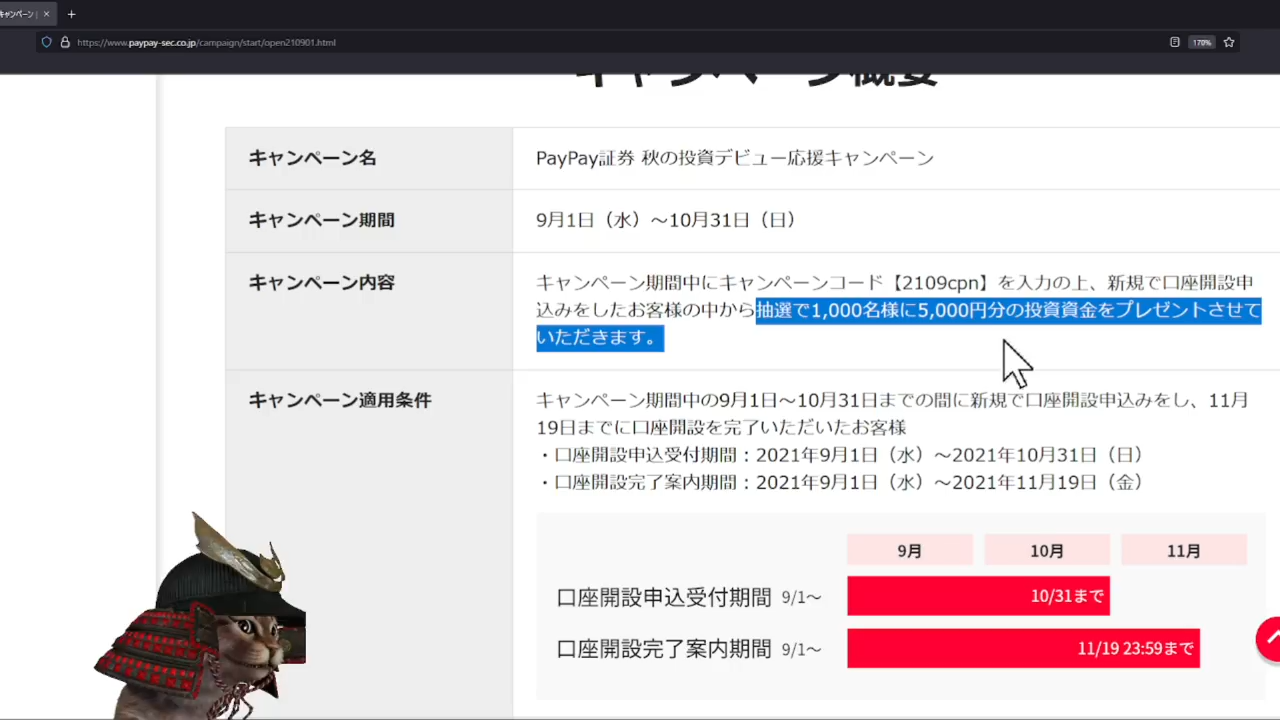 キャンペーン |
https://www.paypay-sec.co.jp/campaign/start/open210901.html
170%
キャンペーン概要
キャンペーン名
PayPay証券 秋の投資デビュー応援キャンペーン
キャンペーン期間
9月1日（水）～10月31日（日）
キャンペーン内容
キャンペーン期間中にキャンペーンコード【2109cpn】を入力の上、新規で口座開設申
込みをしたお客様の中から抽選で1,000名様に5,000円分の投資資金をプレゼントさせて
いただきます。
キャンペーン適用条件
キャンペーン期間中の9月1日～10月31日までの間に新規で口座開設申込みをし、11月
19日までに口座開設を完了いただいたお客様
・口座開設申込受付期間：2021年9月1日（水）～2021年10月31日（日）
・口座開設完了案内期間：2021年9月1日（水）～2021年11月19日（金）
9月 10月 11月
口座開設申込受付期間 9/1～ 10/31まで
口座開設完了案内期間 9/1～ 11/19 23:59まで